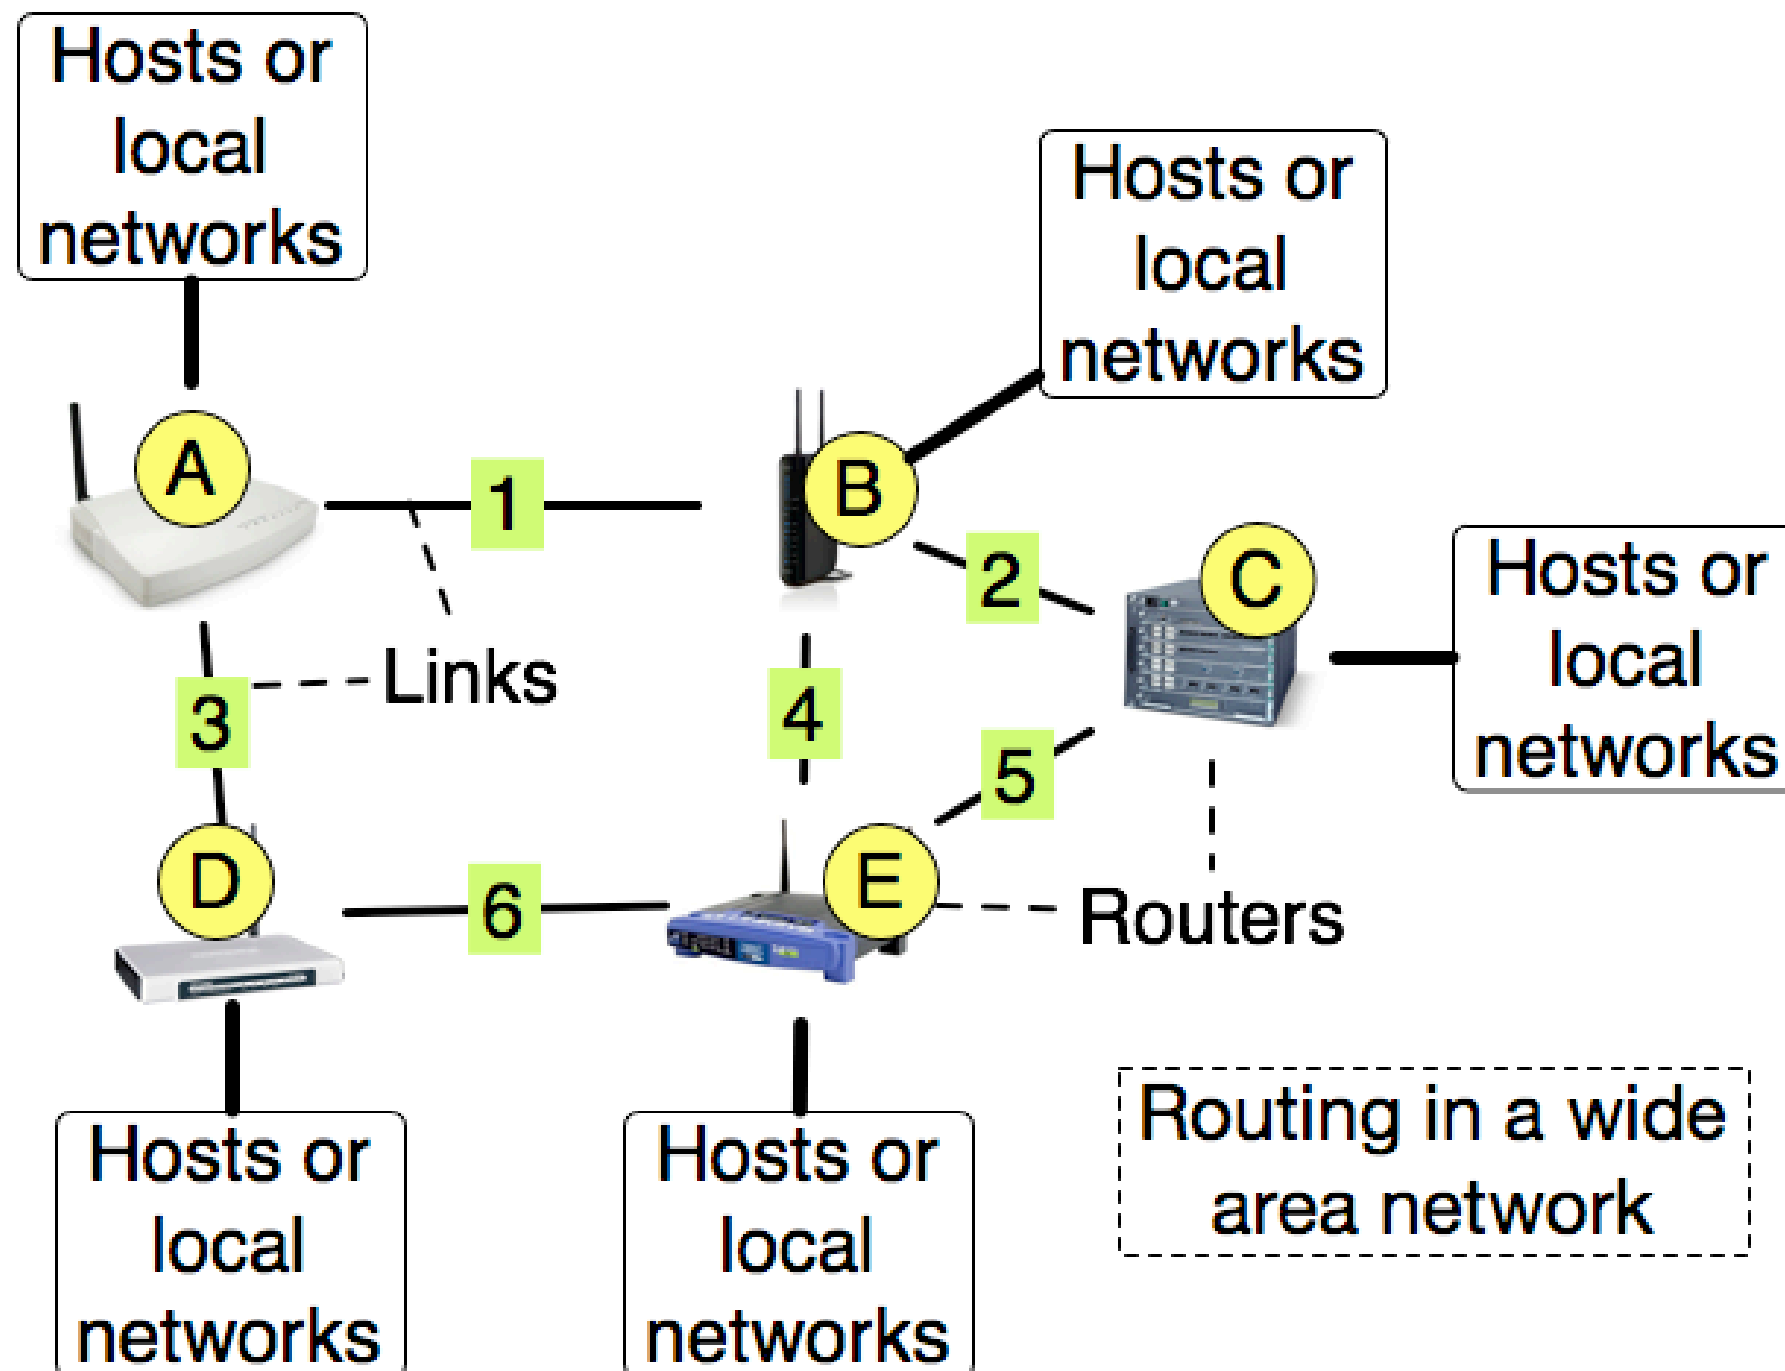 Hosts or
local
networks
Hosts or
local
networks
A
1
B
2
C
Hosts or
local
networks
Links
3
4
5
D
6
E
Routers
Hosts or
local
networks
Hosts or
local
networks
Routing in a wide
area network